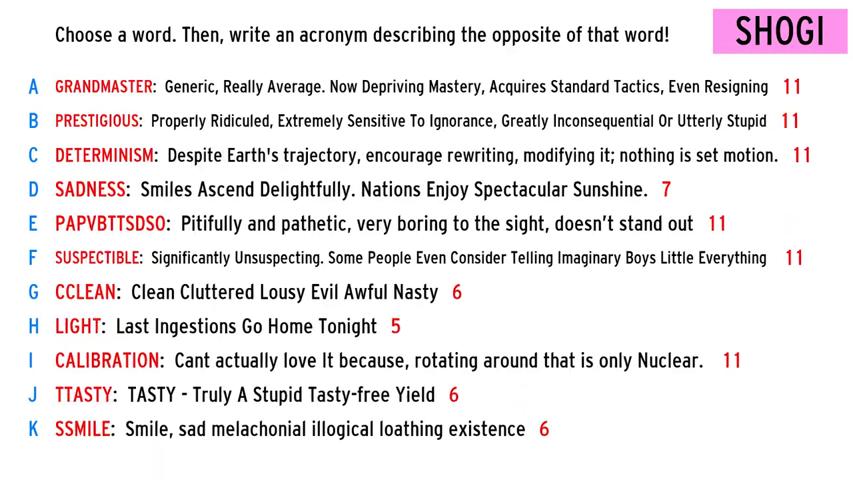 Choose a word. Then, write an acronym describing the opposite of that word!
SHOGI
A GRANDMASTER: Generic, Really Average. Now Depriving Mastery, Acquires Standard Tactics, Even Resigning 11
B PRESTIGIOUS: Properly Ridiculed, Extremely Sensitive To Ignorance, Greatly Inconsequential Or Utterly Stupid 11
C DETERMINISM: Despite Earth's trajectory, encourage rewriting, modifying it; nothing is set motion. 11
D SADNESS: Smiles Ascend Delightfully. Nations Enjoy Spectacular Sunshine. 7
E PAPVBTTSDSO: Pitifully and pathetic, very boring to the sight, doesn't stand out 11
F SUSPECTIBLE: Significantly Unsuspecting. Some People Even Consider Telling Imaginary Boys Little Everything 11
G CCLEAN: Clean Cluttered Lousy Evil Awful Nasty 6
H LIGHT: Last Ingestions Go Home Tonight 5
I CALIBRATION: Cant actually love It because, rotating around that is only Nuclear. 11
J TTASTY: TASTY - Truly A Stupid Tasty-free Yield 6
K SSMILE: Smile, sad melachonial illogical loathing existence 6